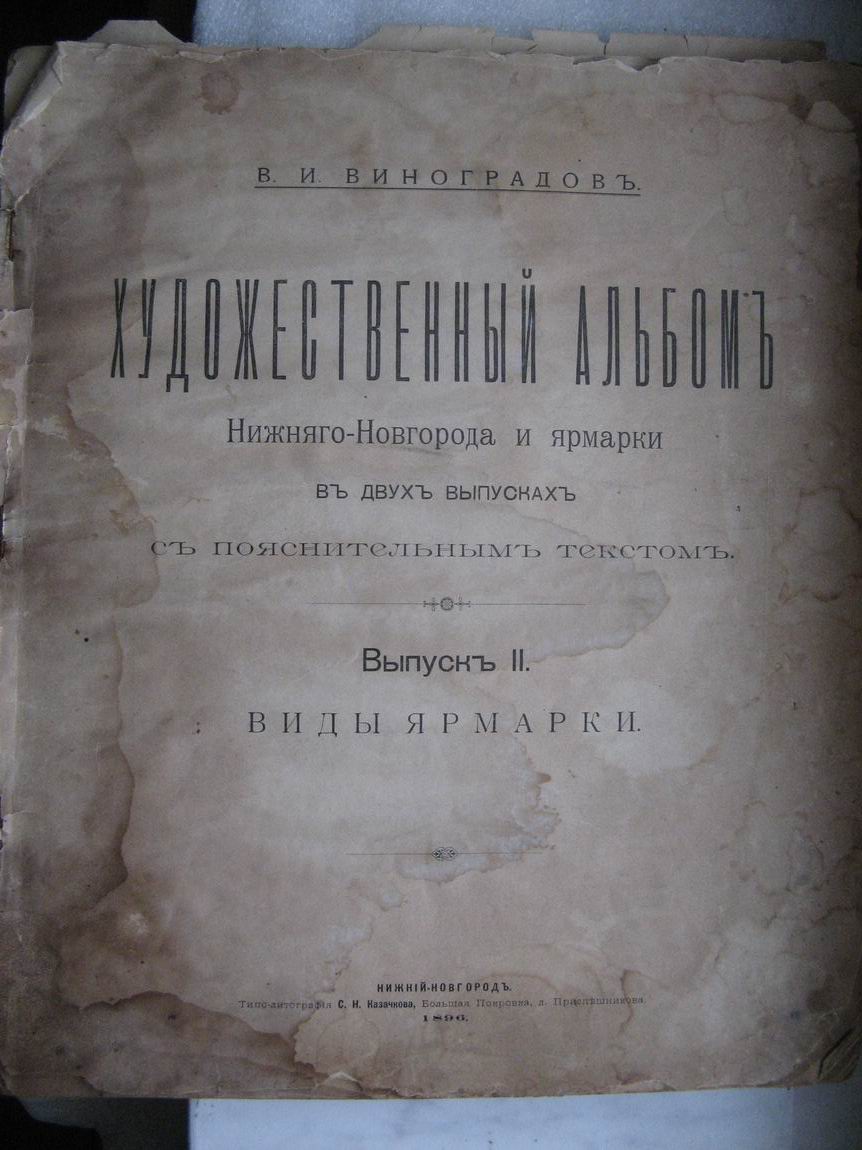 В. И. ВИНОГРАДОВЪ.
ХУДОЖЕСТВЕННЫЙ АЛЬБОМЪ
Нижняго-Новгорода и ярмарки
ВЪ ДВУХЪ ВЫПУСКАХЪ
СЪ ПОЯСНИТЕЛЬНЫМЪ ТЕКСТОМЪ.
Выпускъ II.
ВИДЫ ЯРМАРКИ.
НИЖНІЙ-НОВГОРОДЪ.
Типо-литографія С. Н. Казачкова, Большая Покровка, д. Приспѣшникова.
1896.